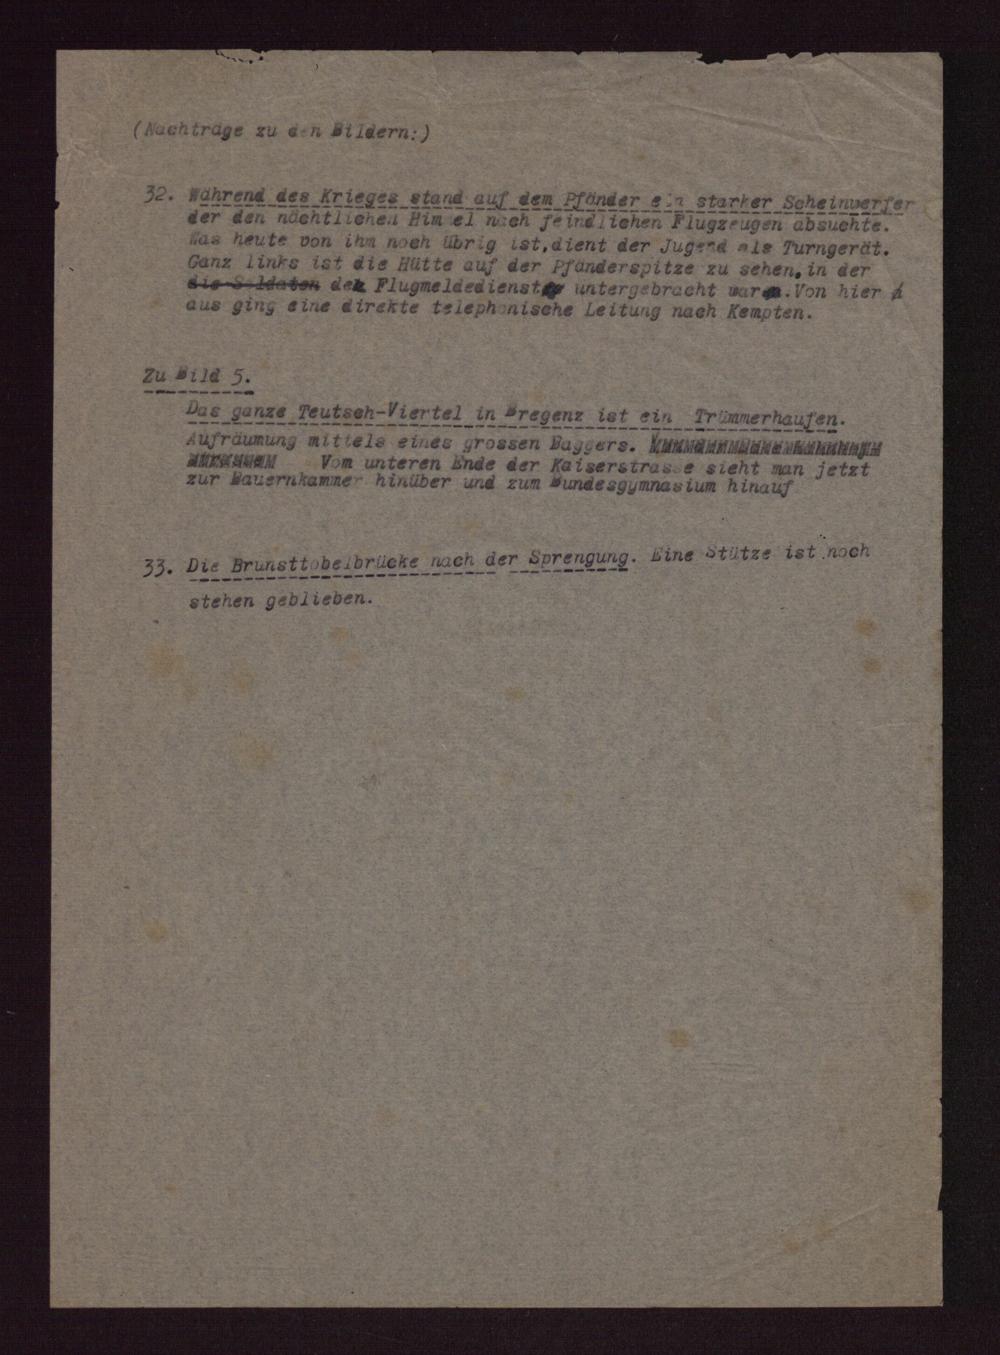 (Nachträge zu den Bildern:)
32. Während des Krieges stand auf dem Pfänder ein starker Scheinwerfer
der den nächtlichen Himmel nach feindlichen Flugzeugen absuchte.
Was heute von ihm noch übrig ist, dient der Jugend als Turngerät.
Ganz links ist die Hütte auf der Pfänderspitze zu sehen, in der
die Soldaten der Flugmeldedienst untergebracht war. Von hier
aus ging eine direkte telephonische Leitung nach Kempten.
Zu Bild 5.
Das ganze Teutsch-Viertel in Bregenz ist ein Trümmerhaufen.
Aufräumung mittels eines grossen Baggers.
Vom unteren Ende der Kaiserstrasse sieht man jetzt
zur Bauernkammer hinüber und zum Bundesgymnasium hinauf
33. Die Brunsttobelbrücke nach der Sprengung. Eine Stütze ist noch
stehen geblieben.